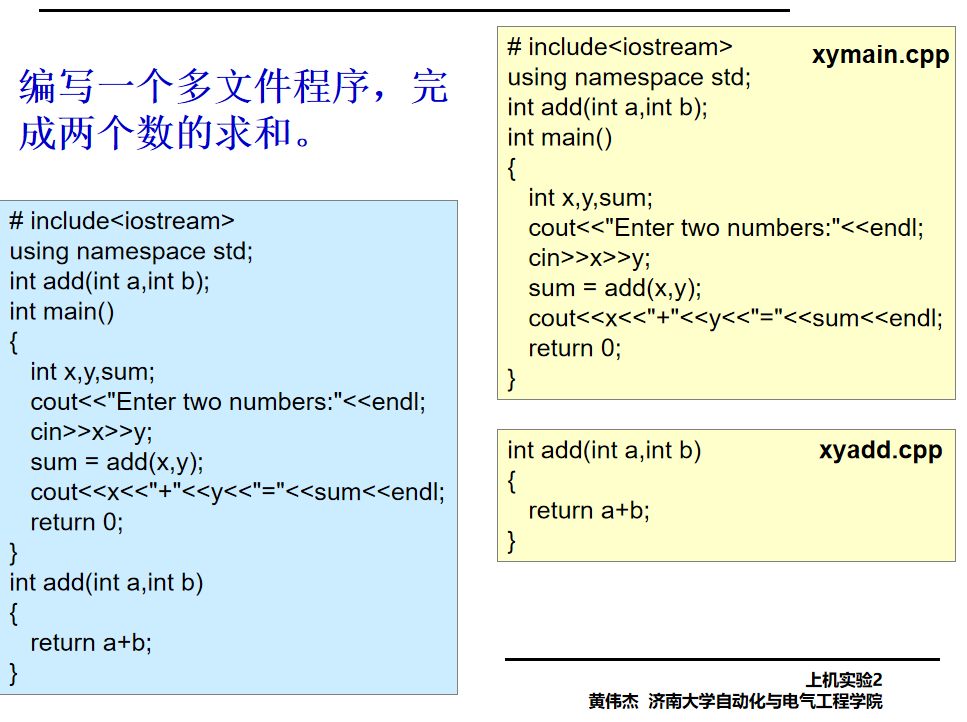 编写一个多文件程序，完
成两个数的求和。
# include<iostream>
using namespace std;
int add(int a,int b);
int main()
{
int x,y,sum;
cout<<"Enter two numbers:"<<endl;
cin>>x>>y;
sum = add(x,y);
cout<<x<<"+"<<y<<"="<<sum<<endl;
return 0;
}
int add(int a,int b)
{
return a+b;
}
# include<iostream>
xymain.cpp
using namespace std;
int add(int a,int b);
int main()
{
int x,y,sum;
cout<<"Enter two numbers:"<<endl;
cin>>x>>y;
sum = add(x,y);
cout<<x<<"+"<<y<<"="<<sum<<endl;
return 0;
}
int add(int a,int b)
xyadd.cpp
{
return a+b;
}
上机实验2
黄伟杰 济南大学自动化与电气工程学院